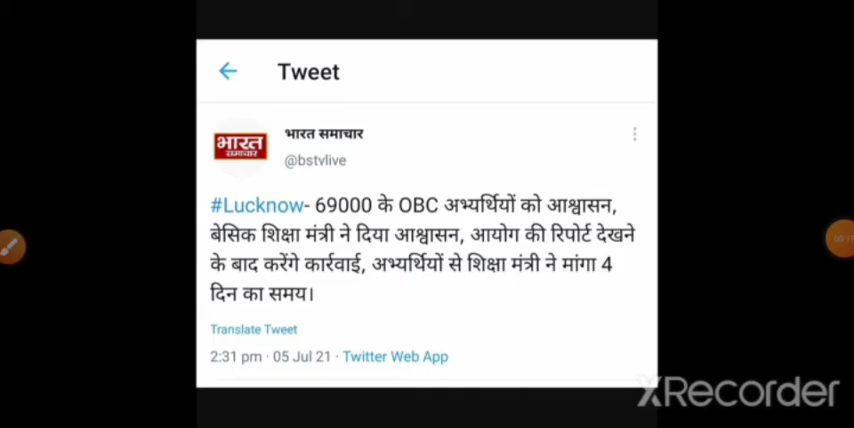 Tweet
भारत समाचार
भारत
समाचार
@bstvlive
#Lucknow- 69000 के OBC अभ्यर्थियों को आश्वासन,
बेसिक शिक्षा मंत्री ने दिया आश्वासन, आयोग की रिपोर्ट देखने
के बाद करेंगे कार्रवाई, अभ्यर्थियों से शिक्षा मंत्री ने मांगा 4
दिन का समय।
Translate Tweet
2:31 pm · 05 Jul 21 · Twitter Web App
XRecorder